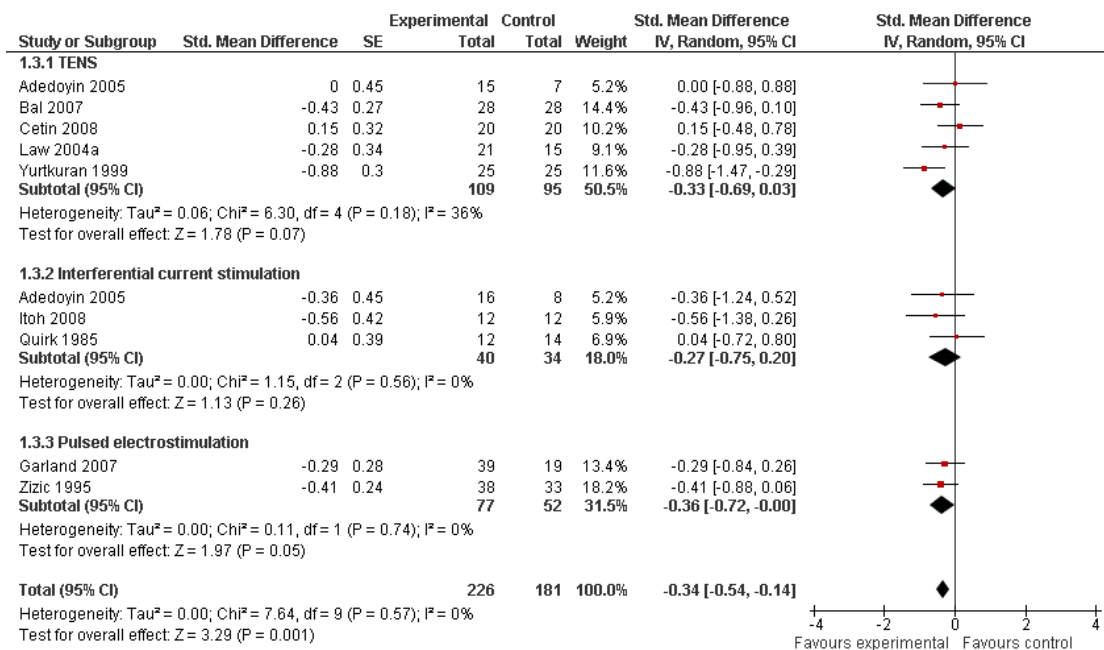 Experimental Control Std. Mean Difference Std. Mean Difference
Study or Subgroup Std. Mean Difference SE Total Total Weight IV, Random, 95% CI IV, Random, 95% CI
1.3.1 TENS
Adedoyin 2005 0 0.45 15 7 5.2% 0.00 [-0.88, 0.88]
Bal 2007 -0.43 0.27 28 28 14.4% -0.43 [-0.96, 0.10]
Cetin 2008 0.15 0.32 20 20 10.2% 0.15 [-0.48, 0.78]
Law 2004a -0.28 0.34 21 15 9.1% -0.28 [-0.95, 0.39]
Yurtkuran 1999 -0.88 0.3 25 25 11.6% -0.88 [-1.47, -0.29]
Subtotal (95% CI) 109 95 50.5% -0.33 [-0.69, 0.03]
Heterogeneity: Tau² = 0.06; Chi² = 6.30, df = 4 (P = 0.18); I² = 36%
Test for overall effect: Z = 1.78 (P = 0.07)
1.3.2 Interferential current stimulation
Adedoyin 2005 -0.36 0.45 16 8 5.2% -0.36 [-1.24, 0.52]
Itoh 2008 -0.56 0.42 12 12 5.9% -0.56 [-1.38, 0.26]
Quirk 1985 0.04 0.39 12 14 6.9% 0.04 [-0.72, 0.80]
Subtotal (95% CI) 40 34 18.0% -0.27 [-0.75, 0.20]
Heterogeneity: Tau² = 0.00; Chi² = 1.15, df = 2 (P = 0.56); I² = 0%
Test for overall effect: Z = 1.13 (P = 0.26)
1.3.3 Pulsed electrostimulation
Garland 2007 -0.29 0.28 39 19 13.4% -0.29 [-0.84, 0.26]
Zizic 1995 -0.41 0.24 38 33 18.2% -0.41 [-0.88, 0.06]
Subtotal (95% CI) 77 52 31.5% -0.36 [-0.72, -0.00]
Heterogeneity: Tau² = 0.00; Chi² = 0.11, df = 1 (P = 0.74); I² = 0%
Test for overall effect: Z = 1.97 (P = 0.05)
Total (95% CI) 226 181 100.0% -0.34 [-0.54, -0.14]
Heterogeneity: Tau² = 0.00; Chi² = 7.64, df = 9 (P = 0.57); I² = 0%
Test for overall effect: Z = 3.29 (P = 0.001)
-4 -2 0 2 4
Favours experimental Favours control